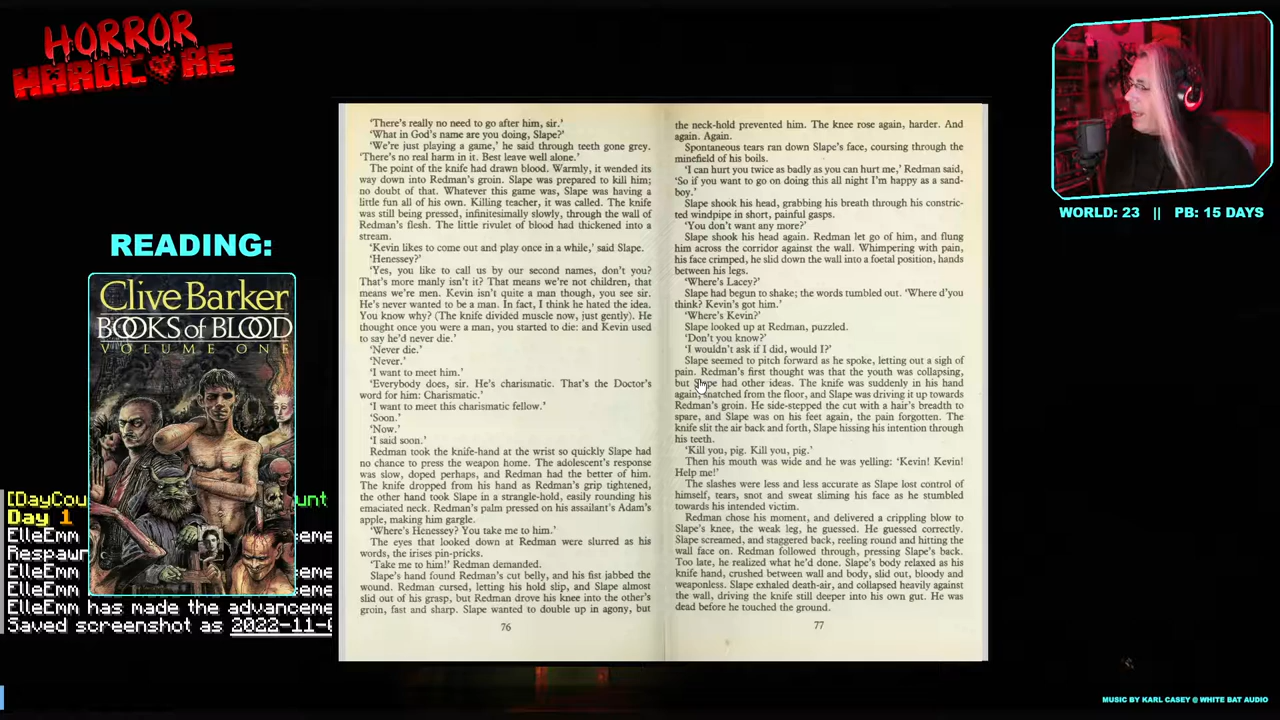 HORROR
HARDCORE
WORLD: 23 || PB: 15 DAYS
READING:
Clive Barker
BOOKS of BLOOD
VOLUME ONE
[DayCou
unt
Day 1
ElleEmm
eme
Respawn
ElleEmm
eme
ElleEmm
eme
ElleEmm has made the advanceme
Saved screenshot as 2022-11-0
‘There’s really no need to go after him, sir.’
‘What in God’s name are you doing, Slape?’
‘We’re just playing a game,’ he said through teeth gone grey.
‘There’s no real harm in it. Best leave well alone.’
The point of the knife had drawn blood. Warmly, it wended its
way down into Redman’s groin. Slape was prepared to kill him;
no doubt of that. Whatever this game was, Slape was having a
little fun all of his own. Killing teacher, it was called. The knife
was still being pressed, infinitesimally slowly, through the wall of
Redman’s flesh. The little rivulet of blood had thickened into a
stream.
‘Kevin likes to come out and play once in a while,’ said Slape.
‘Henessey?’
‘Yes, you like to call us by our second names, don’t you?
That’s more manly isn’t it? That means we’re not children, that
means we’re men. Kevin isn’t quite a man though, you see sir.
He’s never wanted to be a man. In fact, I think he hated the idea.
You know why? (The knife divided muscle now, just gently). He
thought once you were a man, you started to die: and Kevin used
to say he’d never die.’
‘Never die.’
‘Never.’
‘I want to meet him.’
‘Everybody does, sir. He’s charismatic. That’s the Doctor’s
word for him: Charismatic.’
‘I want to meet this charismatic fellow.’
‘Soon.’
‘Now.’
‘I said soon.’
Redman took the knife-hand at the wrist so quickly Slape had
no chance to press the weapon home. The adolescent’s response
was slow, doped perhaps, and Redman had the better of him.
The knife dropped from his hand as Redman’s grip tightened,
the other hand took Slape in a strangle-hold, easily rounding his
emaciated neck. Redman’s palm pressed on his assailant’s Adam’s
apple, making him gargle.
‘Where’s Henessey? You take me to him.’
The eyes that looked down at Redman were slurred as his
words, the irises pin-pricks.
‘Take me to him!’ Redman demanded.
Slape’s hand found Redman’s cut belly, and his fist jabbed the
wound. Redman cursed, letting his hold slip, and Slape almost
slid out of his grasp, but Redman drove his knee into the other’s
groin, fast and sharp. Slape wanted to double up in agony, but
76
the neck-hold prevented him. The knee rose again, harder. And
again. Again.
Spontaneous tears ran down Slape’s face, coursing through the
minefield of his boils.
‘I can hurt you twice as badly as you can hurt me,’ Redman said,
‘So if you want to go on doing this all night I’m happy as a sand-
boy.’
Slape shook his head, grabbing his breath through his constric-
ted windpipe in short, painful gasps.
‘You don’t want any more?’
Slape shook his head again. Redman let go of him, and flung
him across the corridor against the wall. Whimpering with pain,
his face crimped, he slid down the wall into a foetal position, hands
between his legs.
‘Where’s Lacey?’
Slape had begun to shake; the words tumbled out. ‘Where d’you
think? Kevin’s got him.’
‘Where’s Kevin?’
Slape looked up at Redman, puzzled.
‘Don’t you know?’
‘I wouldn’t ask if I did, would I?’
Slape seemed to pitch forward as he spoke, letting out a sigh of
pain. Redman’s first thought was that the youth was collapsing,
but Slape had other ideas. The knife was suddenly in his hand
again, snatched from the floor, and Slape was driving it up towards
Redman’s groin. He side-stepped the cut with a hair’s breadth to
spare, and Slape was on his feet again, the pain forgotten. The
knife slit the air back and forth, Slape hissing his intention through
his teeth.
‘Kill you, pig. Kill you, pig.’
Then his mouth was wide and he was yelling: ‘Kevin! Kevin!
Help me!’
The slashes were less and less accurate as Slape lost control of
himself, tears, snot and sweat sliming his face as he stumbled
towards his intended victim.
Redman chose his moment, and delivered a crippling blow to
Slape’s knee, the weak leg, he guessed. He guessed correctly.
Slape screamed, and staggered back, reeling round and hitting the
wall face on. Redman followed through, pressing Slape’s back.
Too late, he realized what he’d done. Slape’s body relaxed as his
knife hand, crushed between wall and body, slid out, bloody and
weaponless. Slape exhaled death-air, and collapsed heavily against
the wall, driving the knife still deeper into his own gut. He was
dead before he touched the ground.
77
MUSIC BY KARL CASEY @ WHITE BAT AUDIO